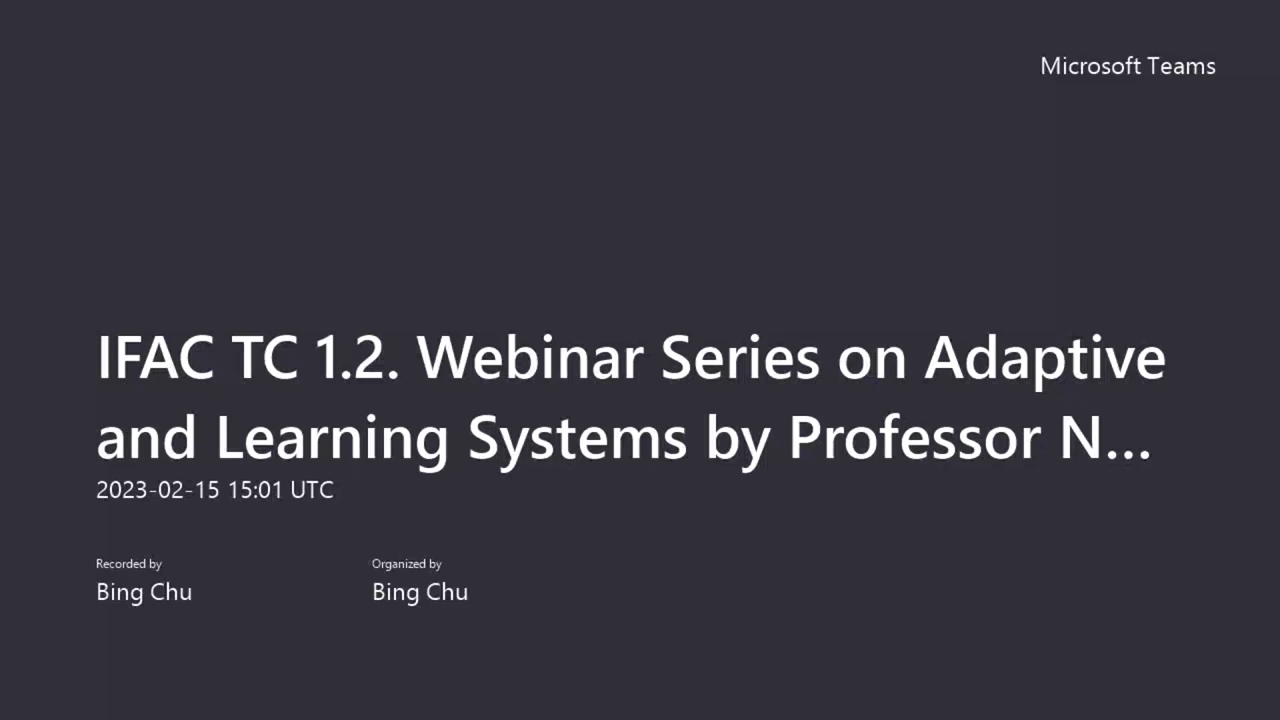 Microsoft Teams
IFAC TC 1.2. Webinar Series on Adaptive
and Learning Systems by Professor N...
2023-02-15 15:01 UTC
Recorded by
Organized by
Bing Chu
Bing Chu